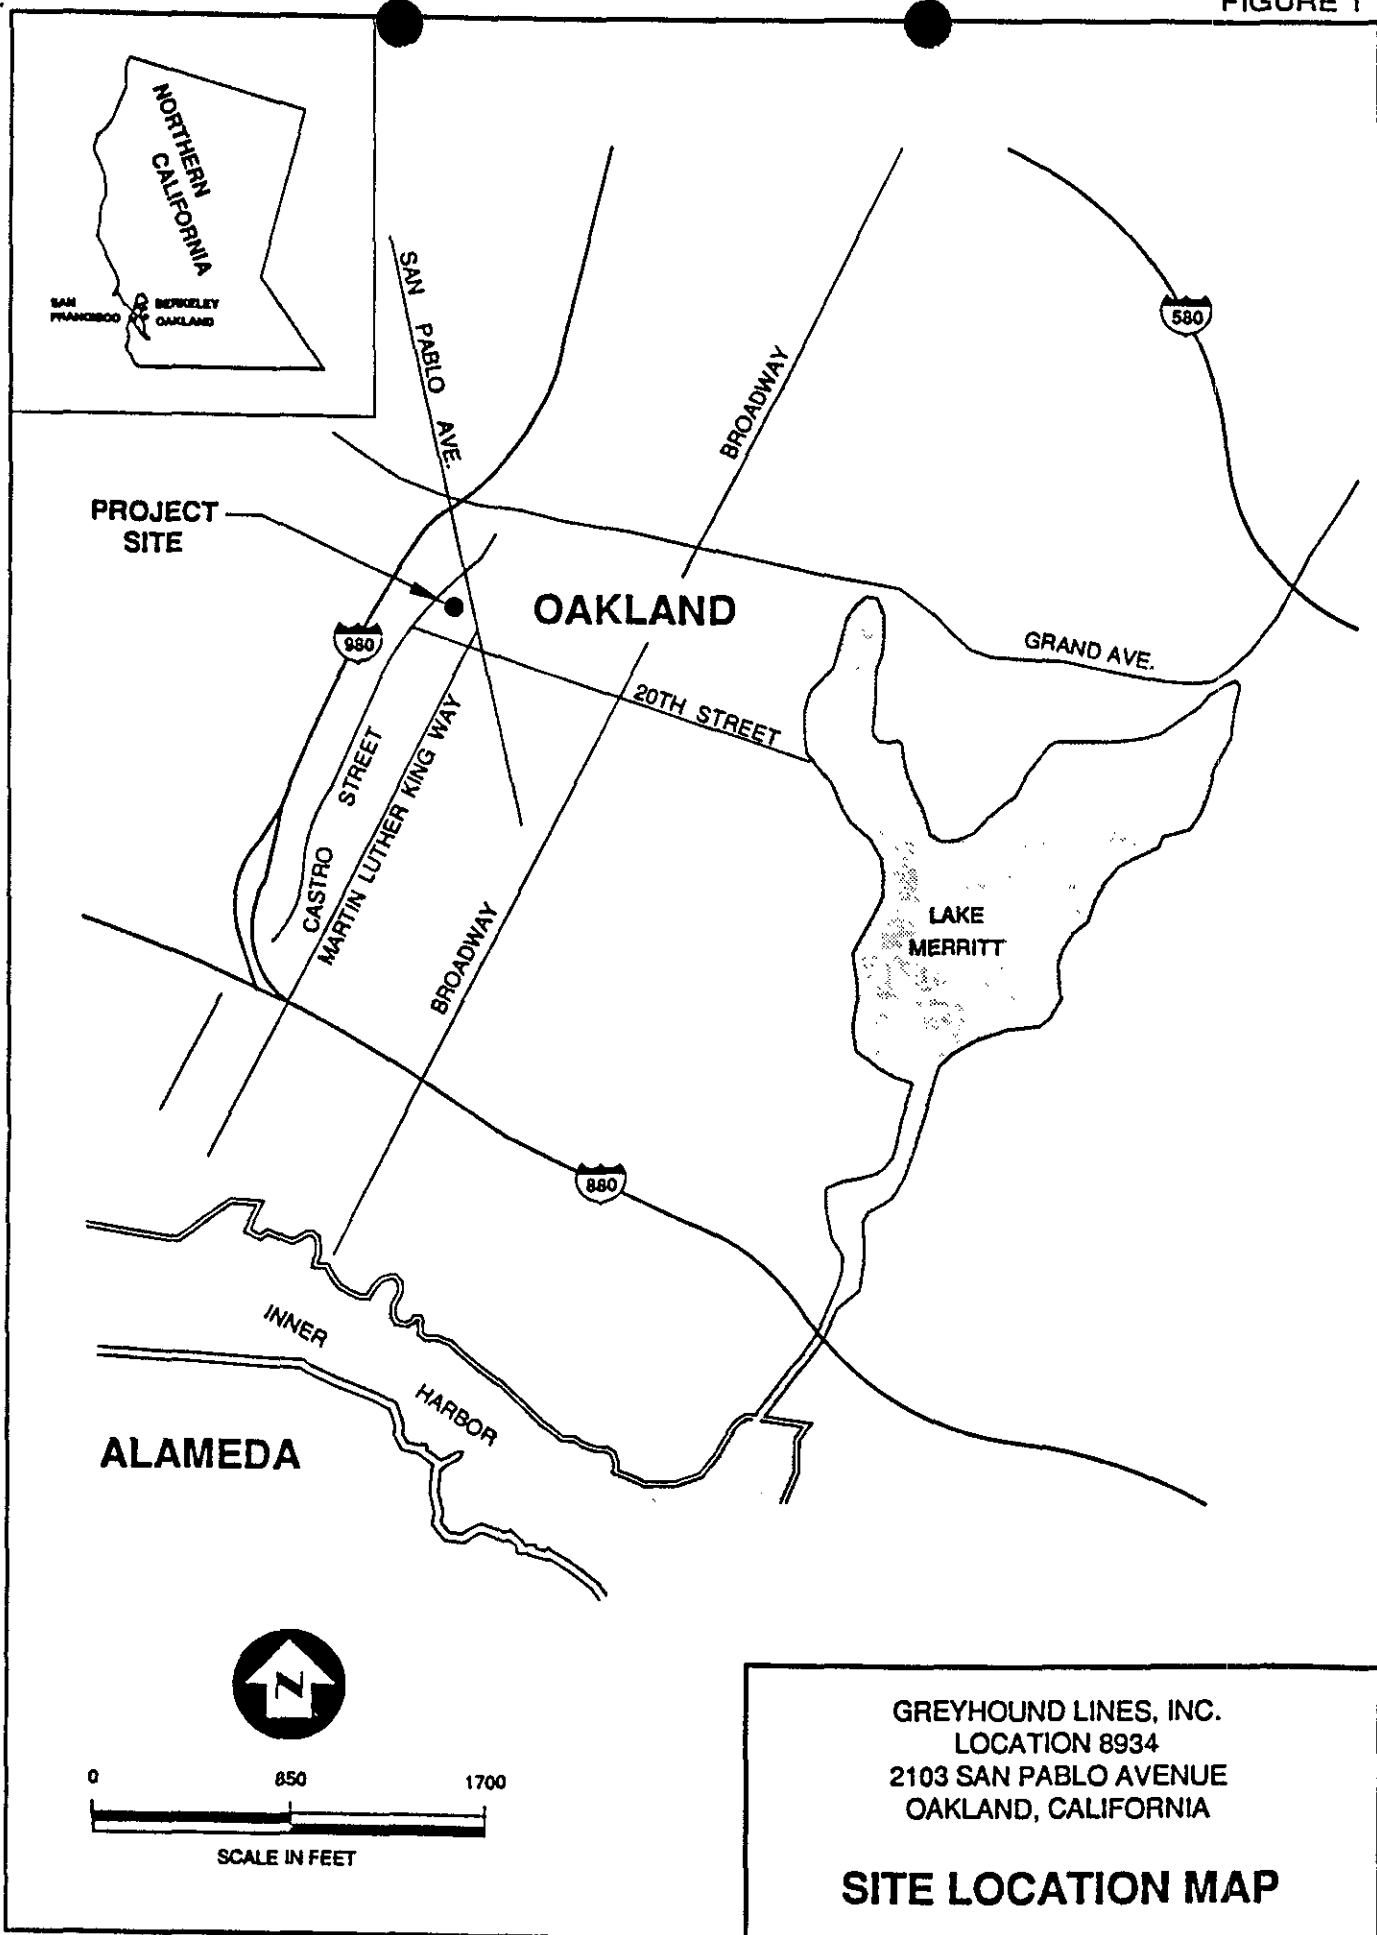 FIGURE 1
NORTHERN
CALIFORNIA
SAN
FRANCISCO
BERKELEY
OAKLAND
SAN PABLO AVE.
BROADWAY
580
PROJECT
SITE
OAKLAND
980
GRAND AVE.
20TH STREET
CASTRO STREET
MARTIN LUTHER KING WAY
BROADWAY
LAKE
MERRITT
880
INNER
HARBOR
ALAMEDA
N
0 850 1700
SCALE IN FEET
GREYHOUND LINES, INC.
LOCATION 8934
2103 SAN PABLO AVENUE
OAKLAND, CALIFORNIA
SITE LOCATION MAP